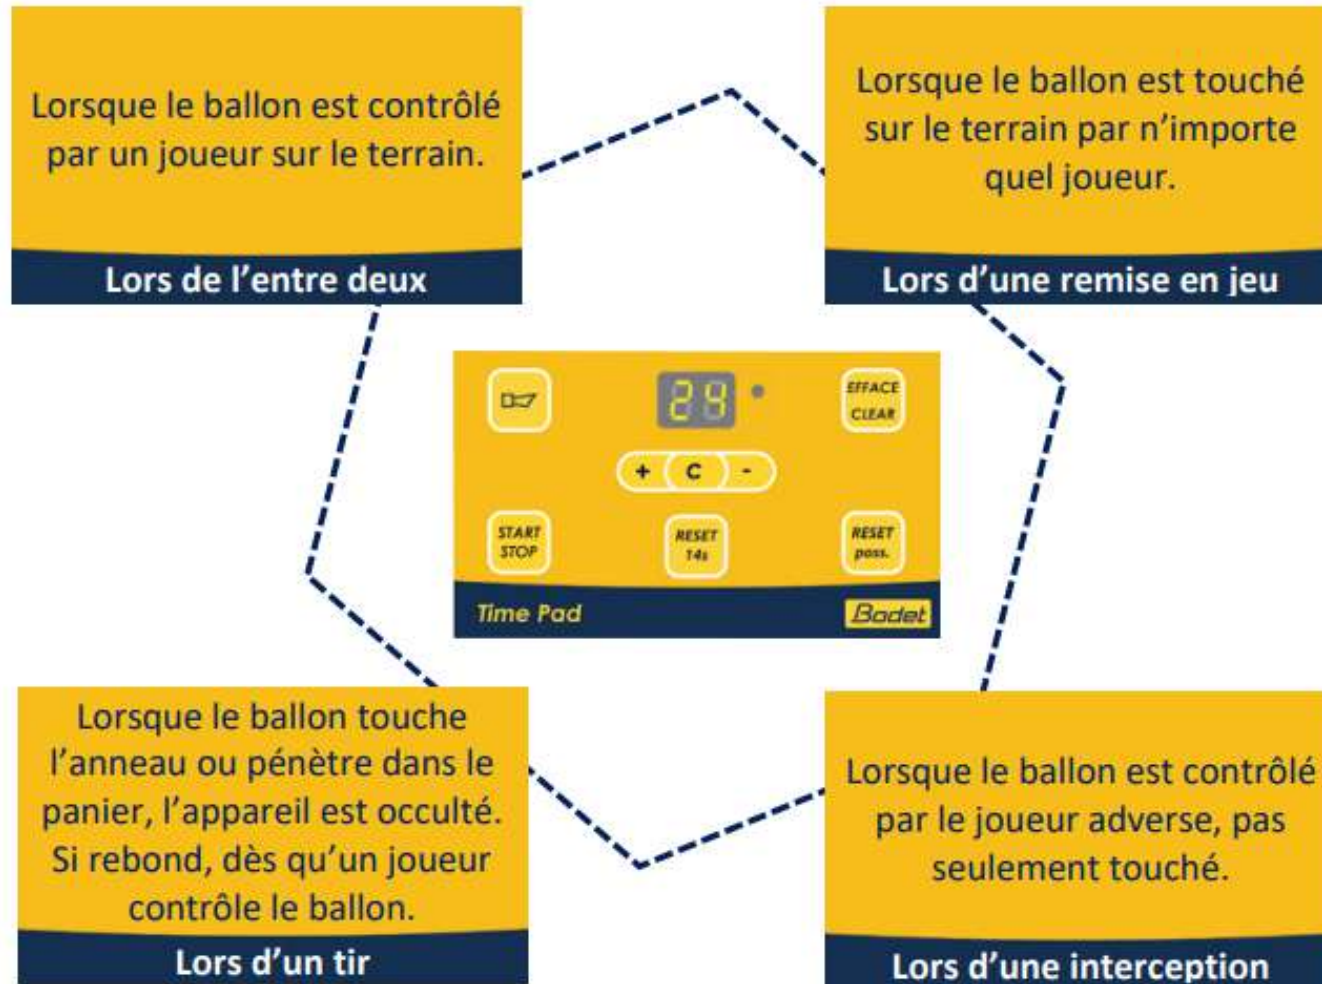 Lorsque le ballon est contrôlé
par un joueur sur le terrain.
Lors de l'entre deux
Lorsque le ballon est touché
sur le terrain par n'importe
quel joueur.
Lors d'une remise en jeu
24
EFFACE
CLEAR
+ C -
START
STOP
RESET
14s
RESET
poss.
Time Pad
Bodet
Lorsque le ballon touche
l'anneau ou pénètre dans le
panier, l'appareil est occulté.
Si rebond, dès qu'un joueur
contrôle le ballon.
Lors d'un tir
Lorsque le ballon est contrôlé
par le joueur adverse, pas
seulement touché.
Lors d'une interception